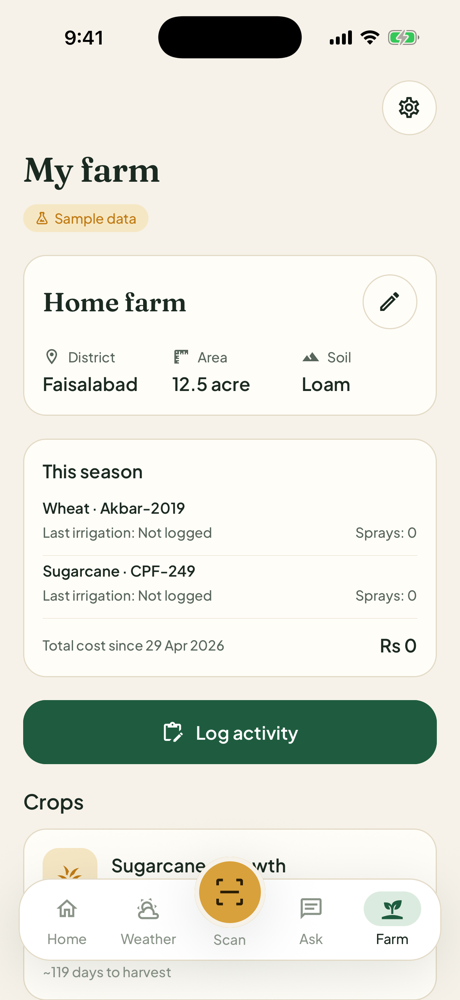 9:41
My farm
Sample data
Home farm
District
Area
Soil
Faisalabad
12.5 acre
Loam
This season
Wheat · Akbar-2019
Last irrigation: Not logged
Sprays: 0
Sugarcane · CPF-249
Last irrigation: Not logged
Sprays: 0
Total cost since 29 Apr 2026
Rs 0
Log activity
Crops
Sugarcane
Home
Weather
Scan
Ask
Farm
~119 days to harvest